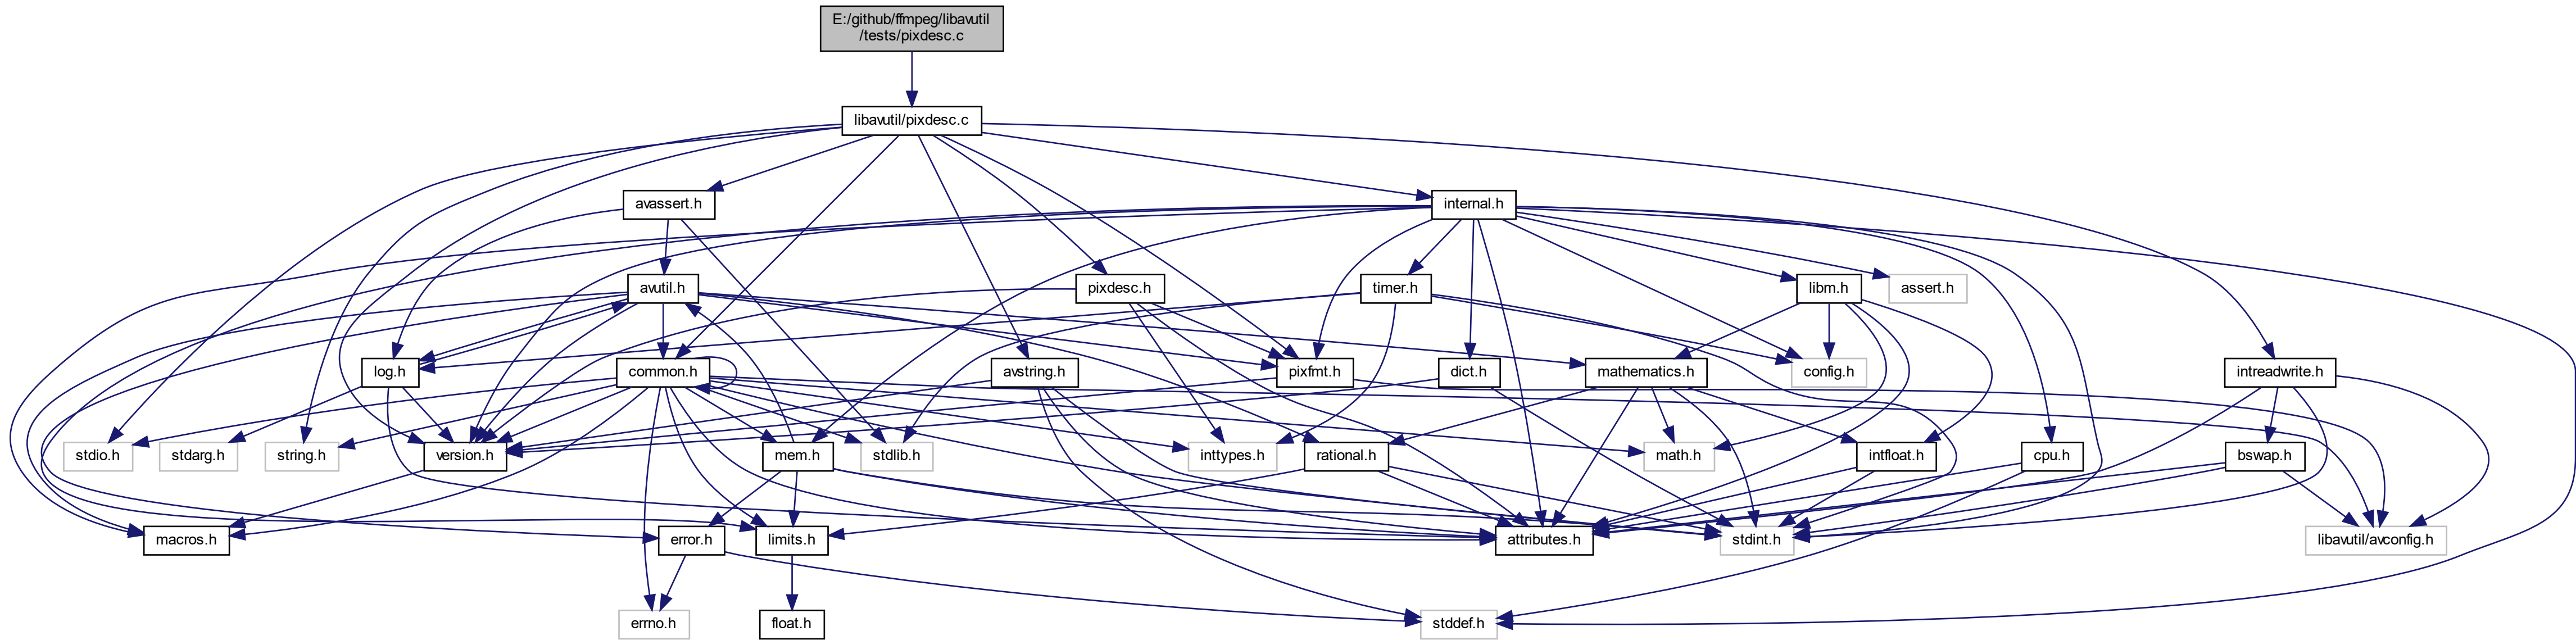 E:/github/ffmpeg/libavutil
/tests/pixdesc.c
libavutil/pixdesc.c
avassert.h
internal.h
avutil.h
pixdesc.h
timer.h
libm.h
assert.h
log.h
common.h
avstring.h
pixfmt.h
dict.h
mathematics.h
config.h
intreadwrite.h
stdio.h
stdarg.h
string.h
version.h
mem.h
stdlib.h
inttypes.h
rational.h
math.h
intfloat.h
cpu.h
bswap.h
macros.h
error.h
limits.h
attributes.h
stdint.h
libavutil/avconfig.h
errno.h
float.h
stddef.h